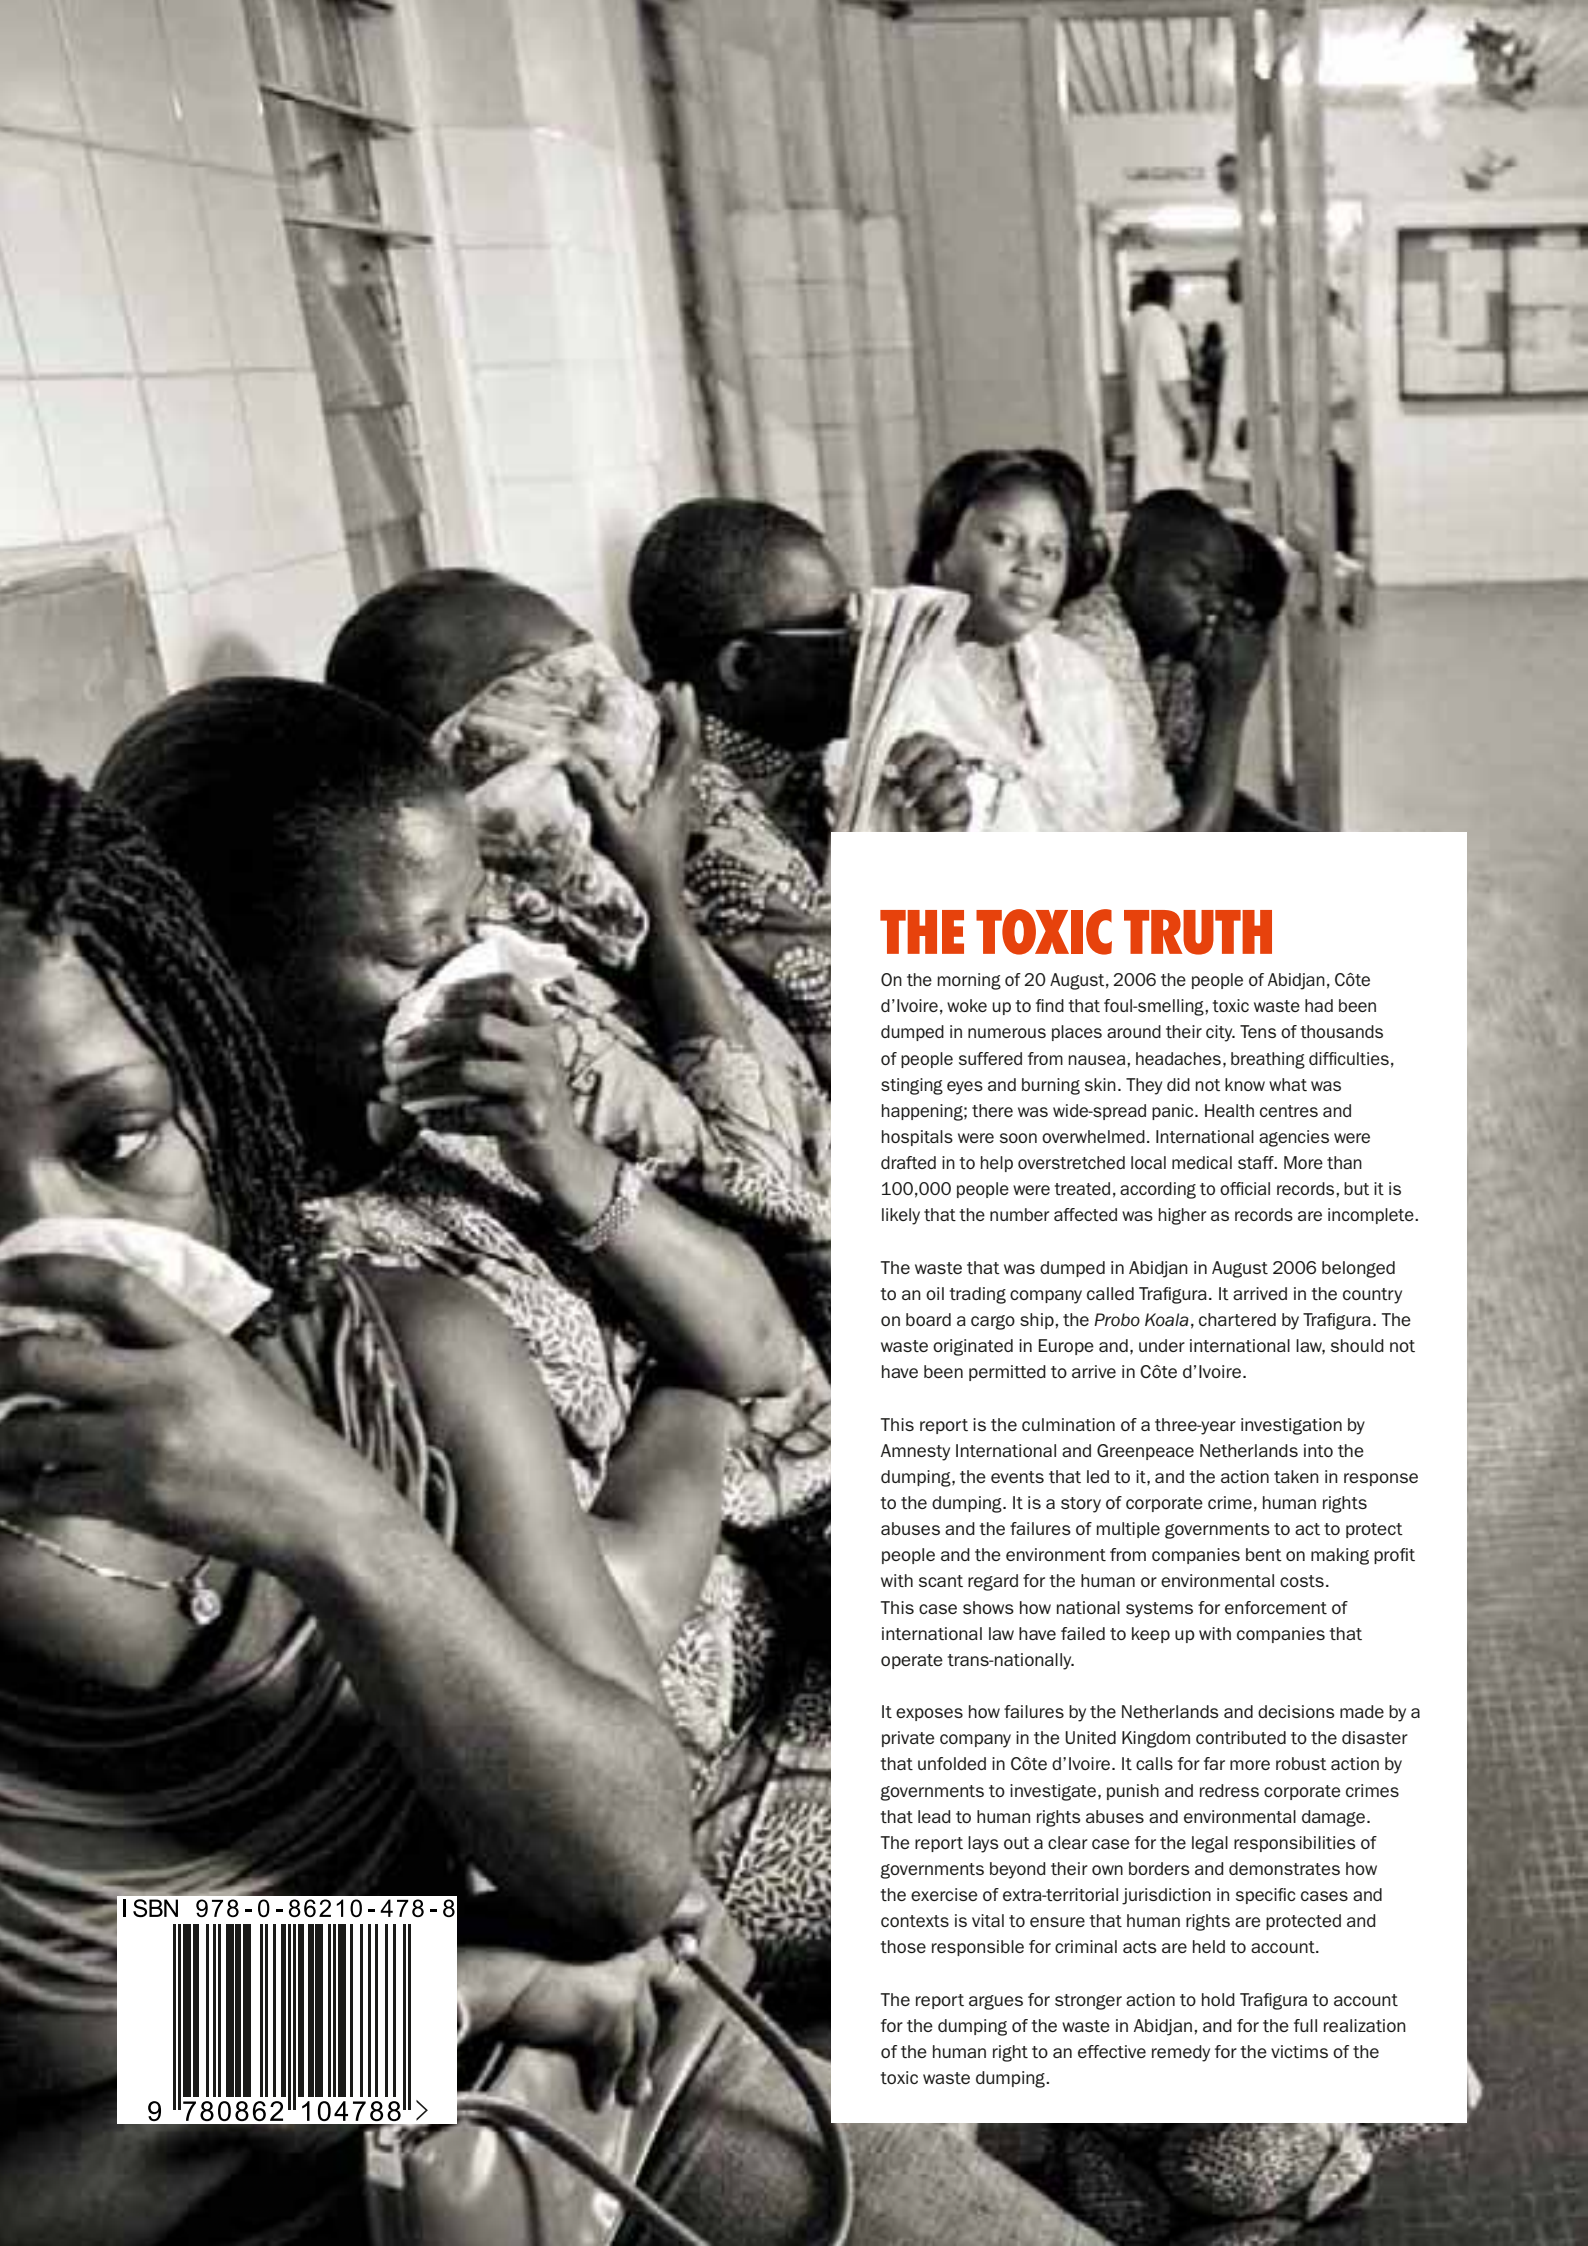 THE TOXIC TRUTH
On the morning of 20 August, 2006 the people of Abidjan, Côte
d’Ivoire, woke up to find that foul-smelling, toxic waste had been
dumped in numerous places around their city. Tens of thousands
of people suffered from nausea, headaches, breathing difficulties,
stinging eyes and burning skin. They did not know what was
happening; there was wide-spread panic. Health centres and
hospitals were soon overwhelmed. International agencies were
drafted in to help overstretched local medical staff. More than
100,000 people were treated, according to official records, but it is
likely that the number affected was higher as records are incomplete.
The waste that was dumped in Abidjan in August 2006 belonged
to an oil trading company called Trafigura. It arrived in the country
on board a cargo ship, the Probo Koala, chartered by Trafigura. The
waste originated in Europe and, under international law, should not
have been permitted to arrive in Côte d’Ivoire.
This report is the culmination of a three-year investigation by
Amnesty International and Greenpeace Netherlands into the
dumping, the events that led to it, and the action taken in response
to the dumping. It is a story of corporate crime, human rights
abuses and the failures of multiple governments to act to protect
people and the environment from companies bent on making profit
with scant regard for the human or environmental costs.
This case shows how national systems for enforcement of
international law have failed to keep up with companies that
operate trans-nationally.
It exposes how failures by the Netherlands and decisions made by a
private company in the United Kingdom contributed to the disaster
that unfolded in Côte d’Ivoire. It calls for far more robust action by
governments to investigate, punish and redress corporate crimes
that lead to human rights abuses and environmental damage.
The report lays out a clear case for the legal responsibilities of
governments beyond their own borders and demonstrates how
the exercise of extra-territorial jurisdiction in specific cases and
contexts is vital to ensure that human rights are protected and
those responsible for criminal acts are held to account.
The report argues for stronger action to hold Trafigura to account
for the dumping of the waste in Abidjan, and for the full realization
of the human right to an effective remedy for the victims of the
toxic waste dumping.
ISBN 978-0-86210-478-8
9 780862 104788 >